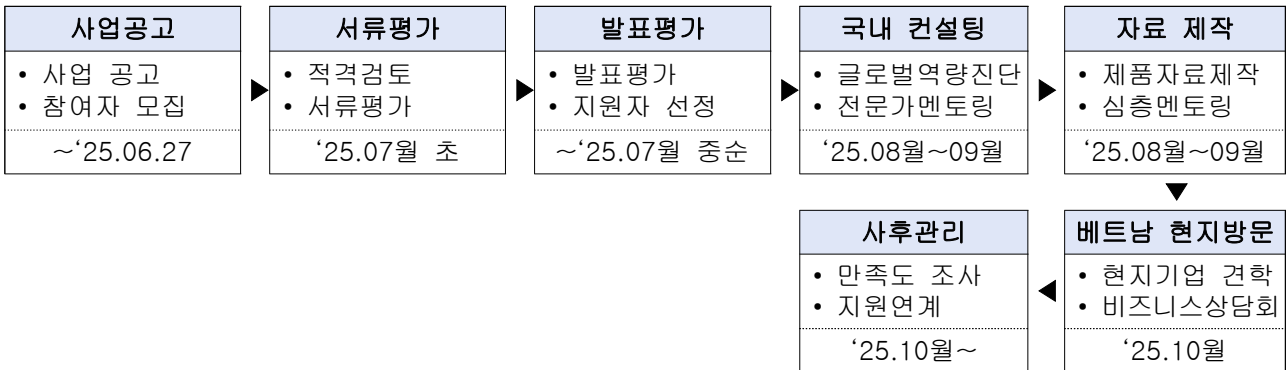 사업공고
• 사업 공고
• 참여자 모집
~‘25.06.27
서류평가
• 적격검토
• 서류평가
‘25.07월 초
발표평가
• 발표평가
• 지원자 선정
~‘25.07월 중순
국내 컨설팅
• 글로벌역량진단
• 전문가멘토링
‘25.08월~09월
자료 제작
• 제품자료제작
• 심층멘토링
‘25.08월~09월
베트남 현지방문
• 현지기업 견학
• 비즈니스상담회
‘25.10월
사후관리
• 만족도 조사
• 지원연계
‘25.10월~